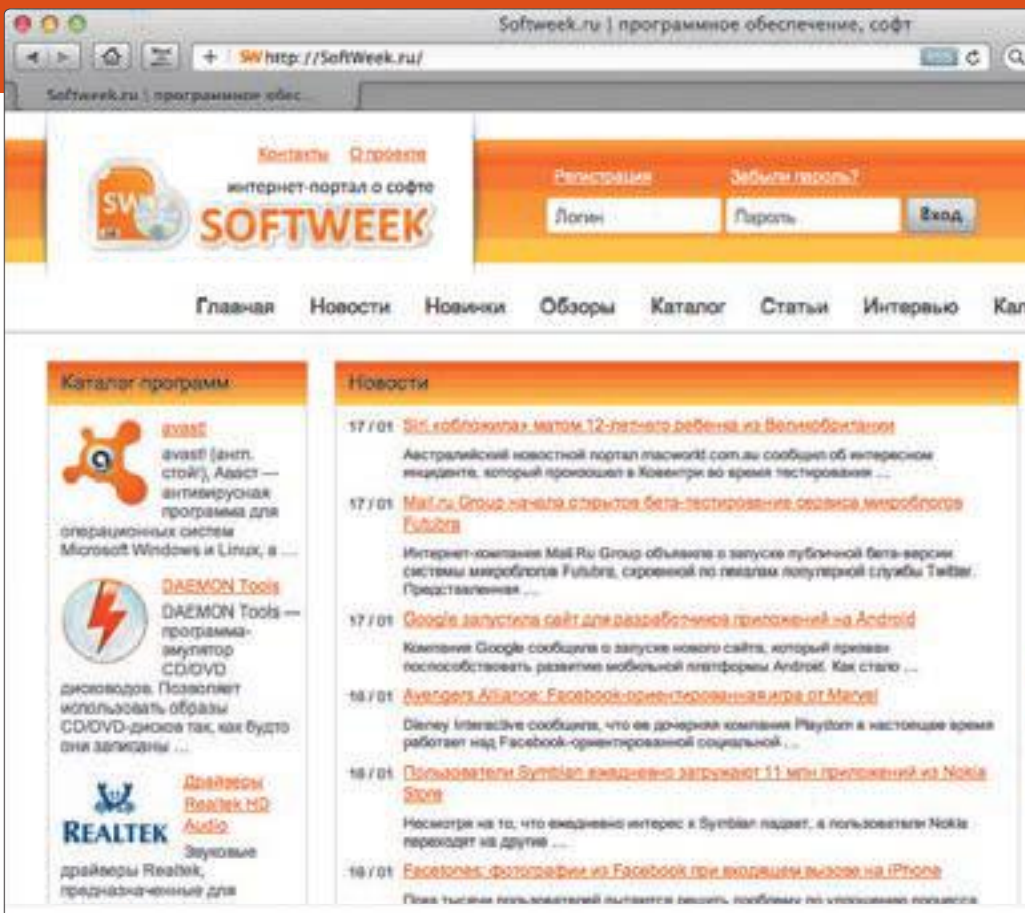 Softweek.ru | программное обеспечение, софт
SW http://SoftWeek.ru/
Softweek.ru | программное обес...
Контакты О проекте
интернет-портал о софте
SW
SOFTWEEK
Регистрация Забыли пароль?
Логин Пароль Вход
Главная Новости Новинки Обзоры Каталог Статьи Интервью
Каталог программ
avast!
avast! (англ.
стой!), Аваст —
антивирусная
программа для
операционных систем
Microsoft Windows и Linux, а ...
DAEMON Tools
DAEMON Tools —
программа-
эмулятор
CD/DVD
дисководов. Позволяет
использовать образы
CD/DVD-дисков так, как будто
они записаны ...
REALTEK
Драйверы
Realtek HD
Audio
Звуковые
драйверы Realtek,
предназначенные для
Новости
17 / 01 Siri «обложила» матом 12-летнего ребенка из Великобритании
Австралийский новостной портал macworld.com.au сообщил об интересном
инциденте, который произошел в Ковентри во время тестирования ...
17 / 01 Mail.ru Group начала открытое бета-тестирование сервиса микроблогов
Futubra
Интернет-компания Mail.Ru Group объявила о запуске публичной бета-версии
системы микроблогов Futubra, скроенной по лекалам популярной службы Twitter.
Представленная ...
17 / 01 Google запустила сайт для разработчиков приложений на Android
Компания Google сообщила о запуске нового сайта, который призван
поспособствовать развитию мобильной платформы Android. Как стало ...
16 / 01 Avengers Alliance: Facebook-ориентированная игра от Marvel
Disney Interactive сообщила, что ее дочерняя компания Playdom в настоящее время
работает над Facebook-ориентированной социальной ...
16 / 01 Пользователи Symbian ежедневно загружают 11 млн приложений из Nokia
Store
Несмотря на то, что ежедневно интерес к Symbian падает, а пользователи Nokia
переходят на другие ...
16 / 01 Facetones: фотографии из Facebook при входящем вызове на iPhone
Пока тысячи пользователей пытаются решить проблему по упрощению процесса